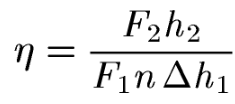 η = F₂h₂ / F₁n Δh₁